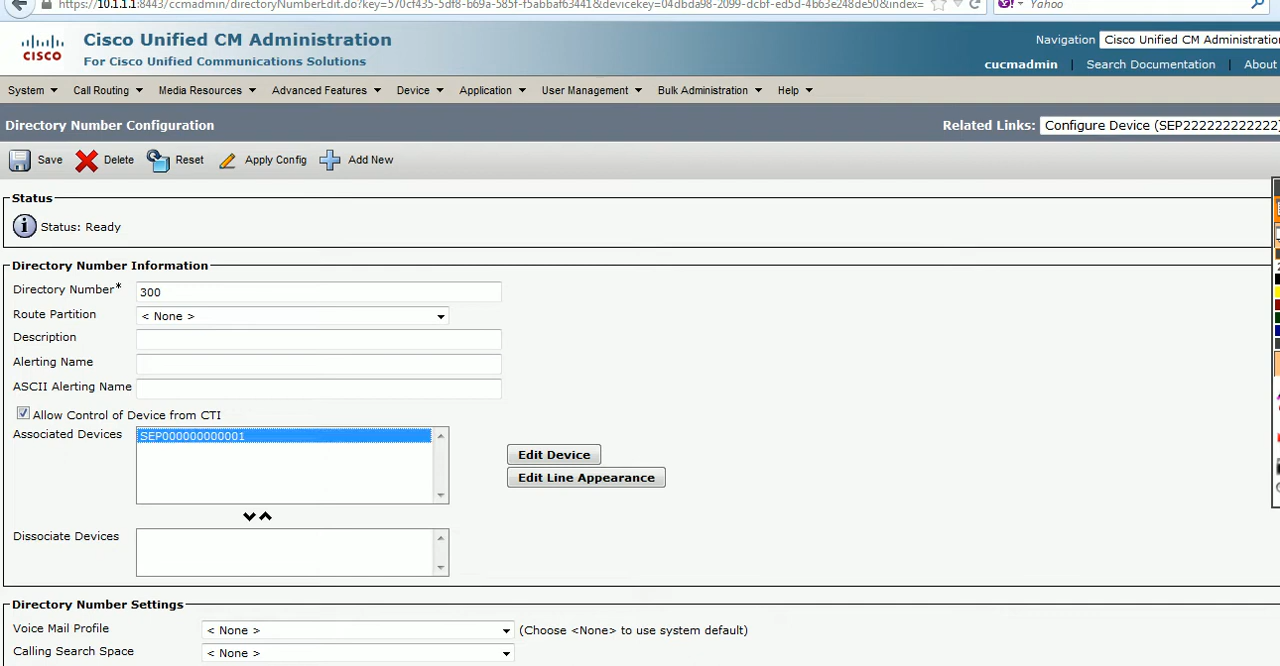 https://10.1.1.1:8443/ccmadmin/directoryNumberEdit.do?key=570cf435-5df8-b69a-585f-f5abbaf63441&devicekey=04dbda98-2099-dcbf-ed5d-4b63e248de50&index=
Yahoo
CISCO
Cisco Unified CM Administration
For Cisco Unified Communications Solutions
Navigation Cisco Unified CM Administration
cucmadmin | Search Documentation | About
System Call Routing Media Resources Advanced Features Device Application User Management Bulk Administration Help
Directory Number Configuration
Related Links: Configure Device (SEP222222222222)
Save Delete Reset Apply Config Add New
Status
Status: Ready
Directory Number Information
Directory Number* 300
Route Partition < None >
Description
Alerting Name
ASCII Alerting Name
Allow Control of Device from CTI
Associated Devices SEP000000000001
Edit Device
Edit Line Appearance
Dissociate Devices
Directory Number Settings
Voice Mail Profile < None > (Choose <None> to use system default)
Calling Search Space < None >